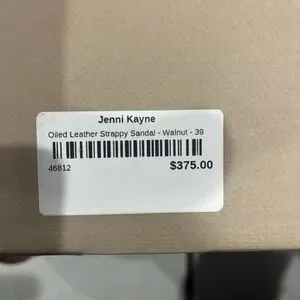 Jenni Kayne
Oiled Leather Strappy Sandal - Walnut - 39
46812
$375.00